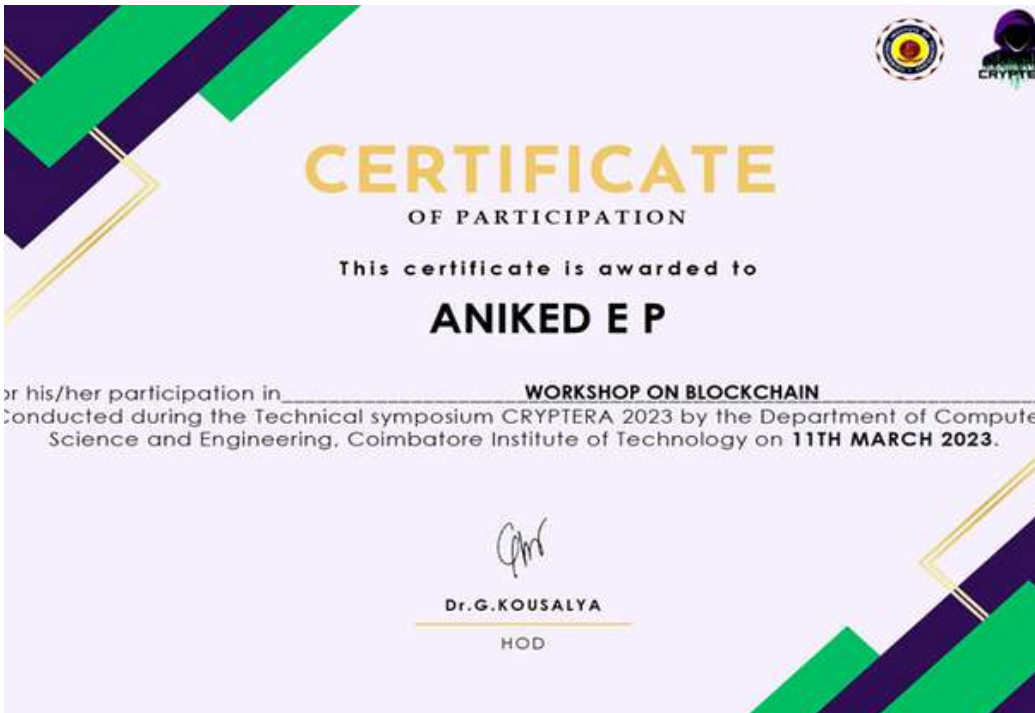 CRYPTE
CERTIFICATE
OF PARTICIPATION
This certificate is awarded to
ANIKED E P
or his/her participation in WORKSHOP ON BLOCKCHAIN
Conducted during the Technical symposium CRYPTERA 2023 by the Department of Compute
Science and Engineering, Coimbatore Institute of Technology on 11TH MARCH 2023.
Dr.G.KOUSALYA
HOD